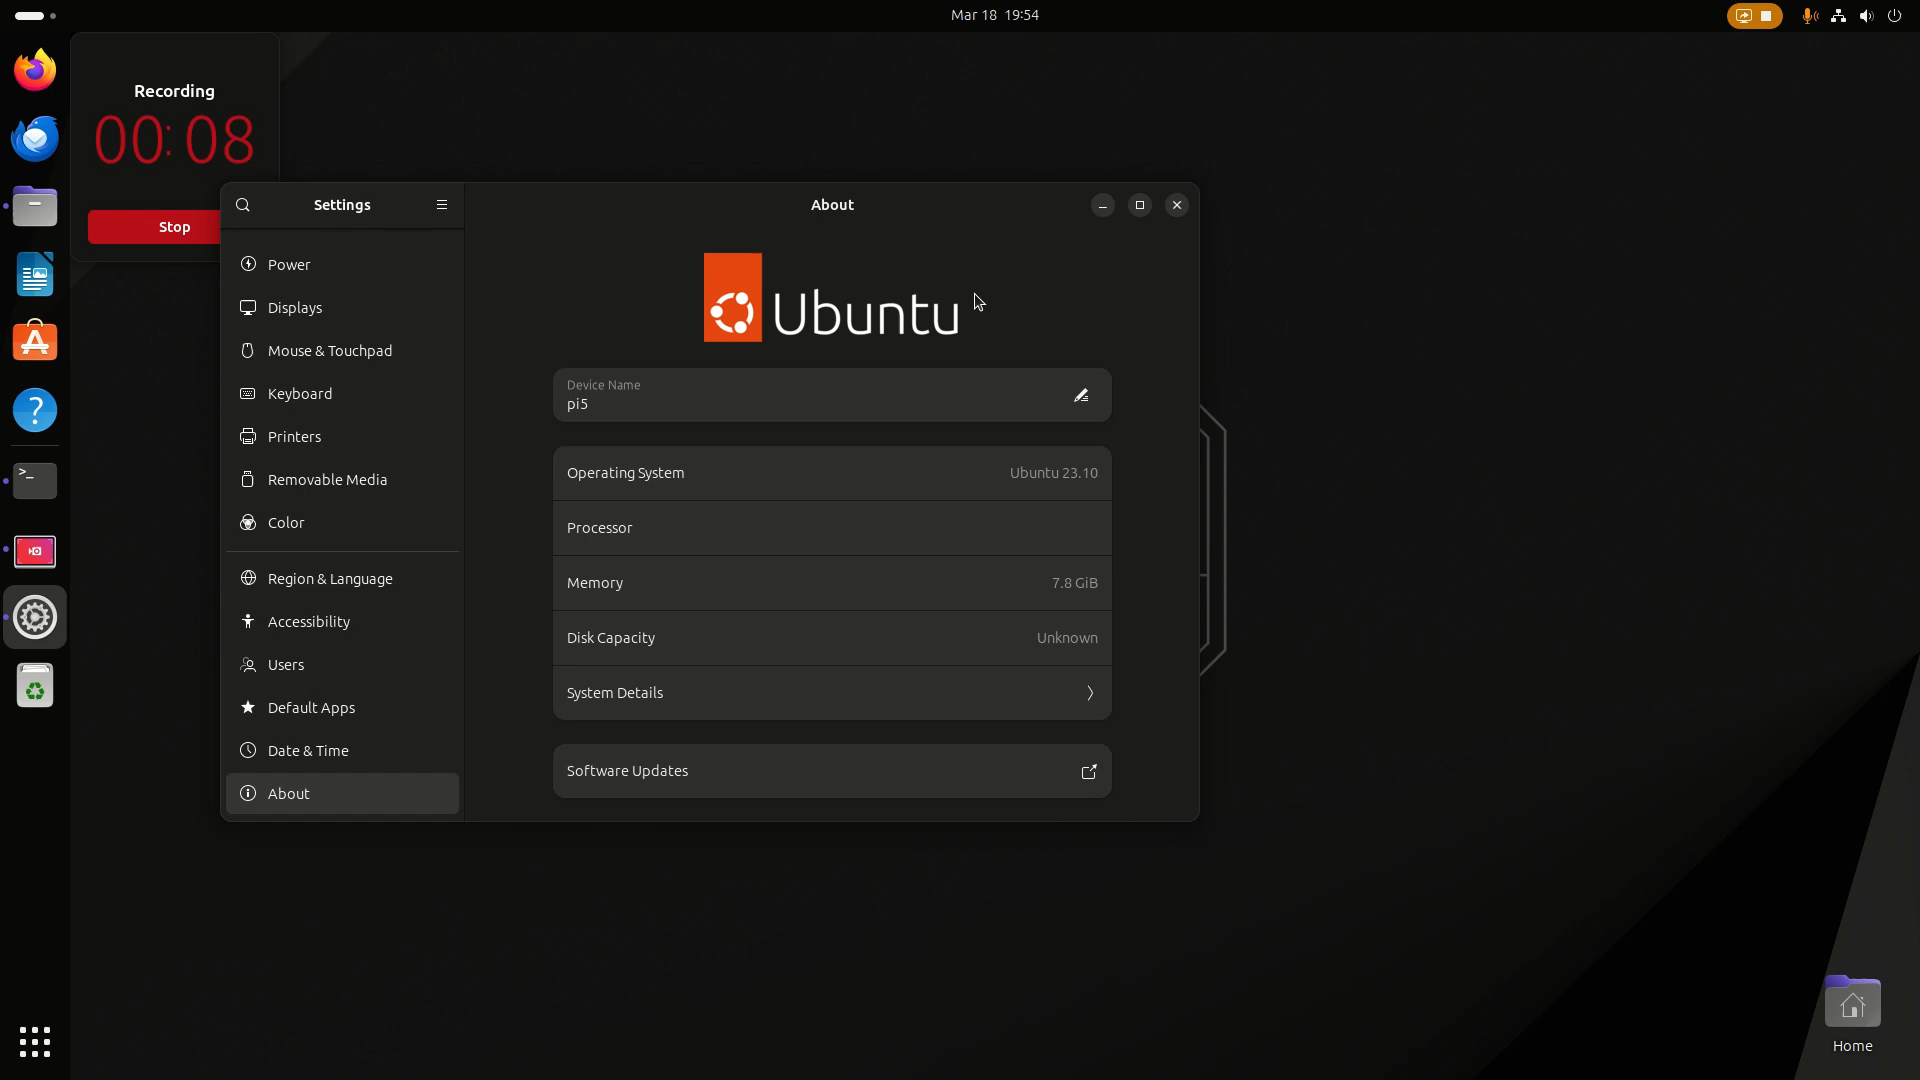 Mar 18 19:54
Recording
00:08
Stop
Settings
Power
Displays
Mouse & Touchpad
Keyboard
Printers
Removable Media
Color
Region & Language
Accessibility
Users
Default Apps
Date & Time
About
About
Ubuntu
Device Name
pi5
Operating System Ubuntu 23.10
Processor
Memory 7.8 GiB
Disk Capacity Unknown
System Details
Software Updates
Home